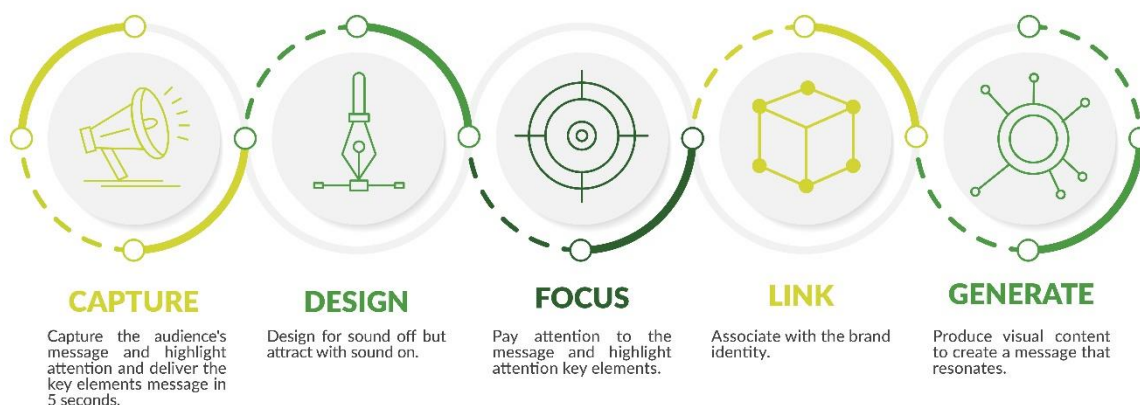 CAPTURE
Capture the audience's
message and highlight
attention and deliver the
key elements message in
5 seconds.
DESIGN
Design for sound off but
attract with sound on.
FOCUS
Pay attention to the
message and highlight
attention key elements.
LINK
Associate with the brand
identity.
GENERATE
Produce visual content
to create a message that
resonates.